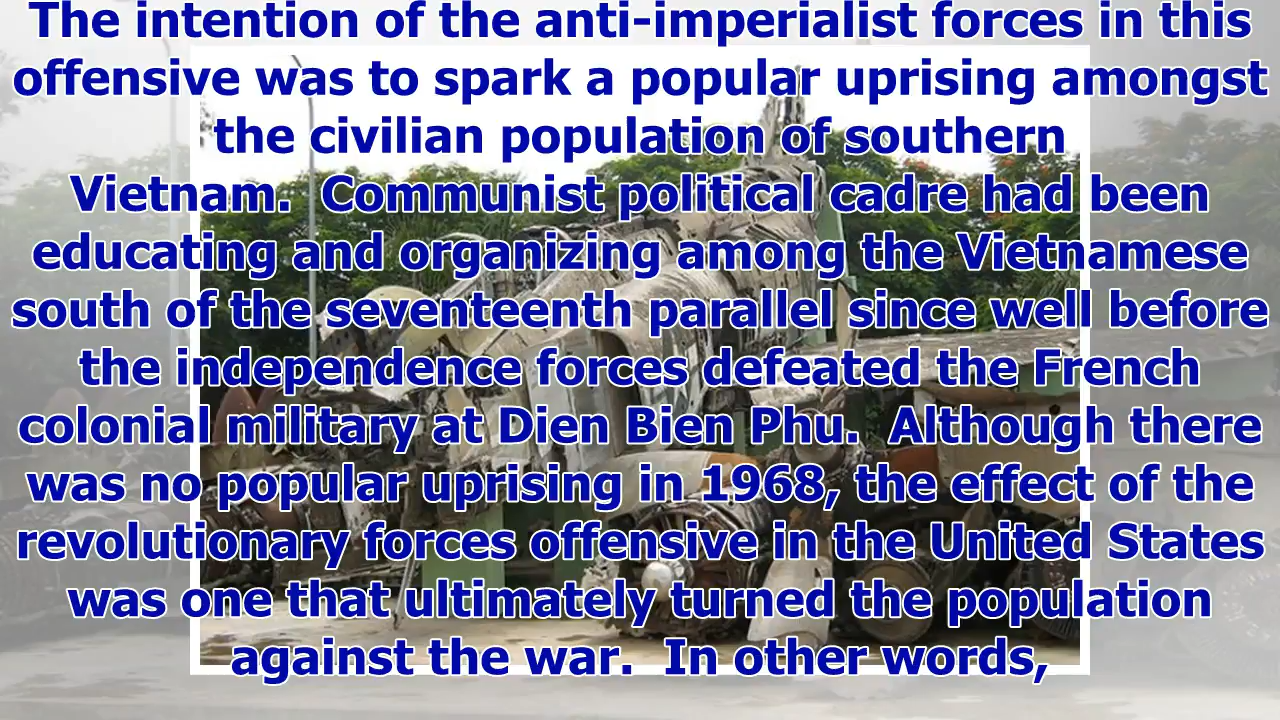 The intention of the anti-imperialist forces in this
offensive was to spark a popular uprising amongst
the civilian population of southern
Vietnam.  Communist political cadre had been
educating and organizing among the Vietnamese
south of the seventeenth parallel since well before
the independence forces defeated the French
colonial military at Dien Bien Phu.  Although there
was no popular uprising in 1968, the effect of the
revolutionary forces offensive in the United States
was one that ultimately turned the population
against the war.  In other words,